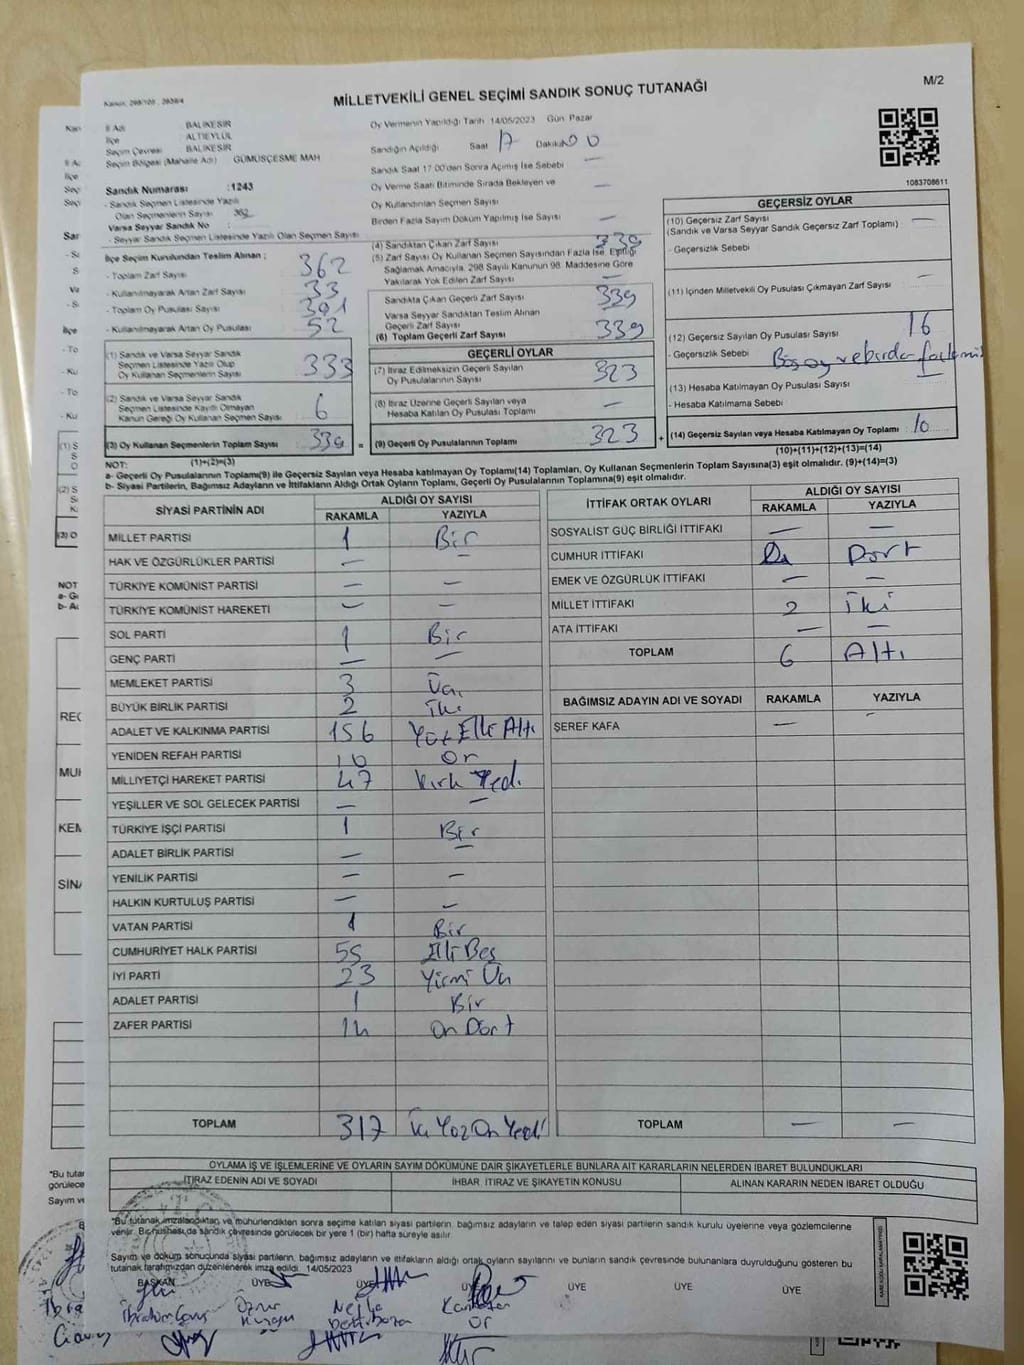 M/2
Kanun: 298/105 , 2839/4
MİLLETVEKİLİ GENEL SEÇİMİ SANDIK SONUÇ TUTANAĞI
İl Adı BALIKESİR
İlçe ALTIEYLÜL
Seçim Çevresi BALIKESİR
Seçim Bölgesi (Mahalle Adı) GÜMÜŞÇEŞME MAH
Sandık Numarası :1243
- Sandık Seçmen Listesinde Yazılı
Olan Seçmenlerin Sayısı 362
Varsa Seyyar Sandık No :
- Seyyar Sandık Seçmen Listesinde Yazılı Olan Seçmen Sayısı
İlçe Seçim Kurulundan Teslim Alınan ;
- Toplam Zarf Sayısı 362
- Kullanılmayarak Artan Zarf Sayısı 33
- Toplam Oy Pusulası Sayısı 391
- Kullanılmayarak Artan Oy Pusulası 52
(1) Sandık ve Varsa Seyyar Sandık
Seçmen Listesinde Yazılı Olup
Oy Kullanan Seçmenlerin Sayısı 333
(2) Sandık ve Varsa Seyyar Sandık
Seçmen Listesinde Kayıtlı Olmayan
Kanun Gereği Oy Kullanan Seçmen Sayısı 6
(3) Oy Kullanan Seçmenlerin Toplam Sayısı 339 =
(1)+(2)=(3)
Oy Vermenin Yapıldığı Tarih 14/05/2023 Gün Pazar
Sandığın Açıldığı Saat 17 Dakika 00
Sandık Saat 17.00'den Sonra Açımış İse Sebebi —
Oy Verme Saati Bitiminde Sırada Bekleyen ve
Oy Kullandırılan Seçmen Sayısı —
Birden Fazla Sayım Döküm Yapılmış İse Sayısı —
(4) Sandıktan Çıkan Zarf Sayısı 339
(5) Zarf Sayısı Oy Kullanan Seçmen Sayısından Fazla İse, Eşitliği
Sağlamak Amacıyla, 298 Sayılı Kanunun 98. Maddesine Göre
Yakılarak Yok Edilen Zarf Sayısı —
Sandıkta Çıkan Geçerli Zarf Sayısı 339
Varsa Seyyar Sandıktan Teslim Alınan
Geçerli Zarf Sayısı
(6) Toplam Geçerli Zarf Sayısı 339
GEÇERLİ OYLAR
(7) İtiraz Edilmeksizin Geçerli Sayılan
Oy Pusulalarının Sayısı 323
(8) İtiraz Üzerine Geçerli Sayılan veya
Hesaba Katılan Oy Pusulası Toplamı —
(9) Geçerli Oy Pusulalarının Toplamı 323 +
1083708611
GEÇERSİZ OYLAR
(10) Geçersiz Zarf Sayısı —
(Sandık ve Varsa Seyyar Sandık Geçersiz Zarf Toplamı)
- Geçersizlik Sebebi
(11) İçinden Milletvekili Oy Pusulası Çıkmayan Zarf Sayısı —
(12) Geçersiz Sayılan Oy Pusulası Sayısı 16
- Geçersizlik Sebebi Boş oy ve birden fazla
(13) Hesaba Katılmayan Oy Pusulası Sayısı —
- Hesaba Katılmama Sebebi
(14) Geçersiz Sayılan veya Hesaba Katılmayan Oy Toplamı :
(10)+(11)+(12)+(13)=(14)
NOT:
a- Geçerli Oy Pusulalarının Toplamı(9) ile Geçersiz Sayılan veya Hesaba katılmayan Oy Toplamı(14) Toplamları, Oy Kullanan Seçmenlerin Toplam Sayısına(3) eşit olmalıdır. (9)+(14)=(3)
b- Siyasi Partilerin, Bağımsız Adayların ve İttifakların Aldığı Ortak Oyların Toplamı, Geçerli Oy Pusulalarının Toplamına(9) eşit olmalıdır.
SİYASİ PARTİNİN ADI ALDIĞI OY SAYISI
RAKAMLA YAZIYLA
MİLLET PARTİSİ 1 Bir
HAK VE ÖZGÜRLÜKLER PARTİSİ — —
TÜRKİYE KOMÜNİST PARTİSİ — —
TÜRKİYE KOMÜNİST HAREKETİ — —
SOL PARTİ 1 Bir
GENÇ PARTİ — —
MEMLEKET PARTİSİ 3 Üç
BÜYÜK BİRLİK PARTİSİ 2 İki
ADALET VE KALKINMA PARTİSİ 156 Yüz Elli Altı
YENİDEN REFAH PARTİSİ 10 On
MİLLİYETÇİ HAREKET PARTİSİ 47 Kırk Yedi
YEŞİLLER VE SOL GELECEK PARTİSİ — —
TÜRKİYE İŞÇİ PARTİSİ 1 Bir
ADALET BİRLİK PARTİSİ — —
YENİLİK PARTİSİ — —
HALKIN KURTULUŞ PARTİSİ — —
VATAN PARTİSİ 1 Bir
CUMHURİYET HALK PARTİSİ 55 Elli Beş
İYİ PARTİ 23 Yirmi Üç
ADALET PARTİSİ 1 Bir
ZAFER PARTİSİ 14 On Dört
TOPLAM 317 Üç Yüz On Yedi
İTTİFAK ORTAK OYLARI ALDIĞI OY SAYISI
RAKAMLA YAZIYLA
SOSYALİST GÜÇ BİRLİĞİ İTTİFAKI — —
CUMHUR İTTİFAKI Dört
EMEK VE ÖZGÜRLÜK İTTİFAKI — —
MİLLET İTTİFAKI 2 İki
ATA İTTİFAKI — —
TOPLAM 6 Altı
BAĞIMSIZ ADAYIN ADI VE SOYADI RAKAMLA YAZIYLA
ŞEREF KAFA —
TOPLAM — —
OYLAMA İŞ VE İŞLEMLERİNE VE OYLARIN SAYIM DÖKÜMÜNE DAİR ŞİKAYETLERLE BUNLARA AİT KARARLARIN NELERDEN İBARET BULUNDUKLARI
İTİRAZ EDENİN ADI VE SOYADI İHBAR, İTİRAZ VE ŞİKAYETİN KONUSU ALINAN KARARIN NEDEN İBARET OLDUĞU
*Bu tutanak imzalandıktan ve mühürlendikten sonra seçime katılan siyasi partilerin, bağımsız adayların ve talep eden siyasi partilerin sandık kurulu üyelerine veya gözlemcilerine
verilir. Bir nüshası da sandık çevresinde görülecek bir yere 1 (bir) hafta süreyle asılır.
Sayım ve döküm sonucunda siyasi partilerin, bağımsız adayların ve ittifakların aldığı ortak oyların sayılarını ve bunların sandık çevresinde bulunanlara duyrulduğunu gösteren bu
tutanak tarafımızdan düzenlenerek imza edildi. 14/05/2023
BAŞKAN ÜYE ÜYE ÜYE ÜYE ÜYE ÜYE